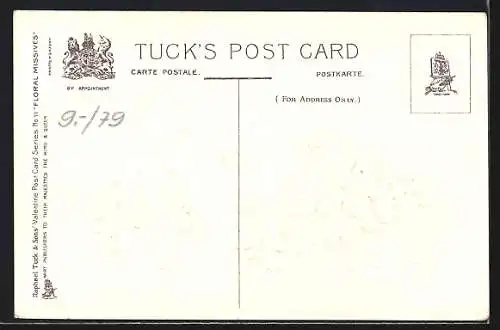 TUCK'S POST CARD
CARTE POSTALE.
POSTKARTE.
BY APPOINTMENT
( FOR ADDRESS ONLY.)
9.-/79
Raphael Tuck & Sons' Valentine Post Card Series No 11 "FLORAL MISSIVES"
ART PUBLISHERS TO THEIR MAJESTIES THE KING & QUEEN